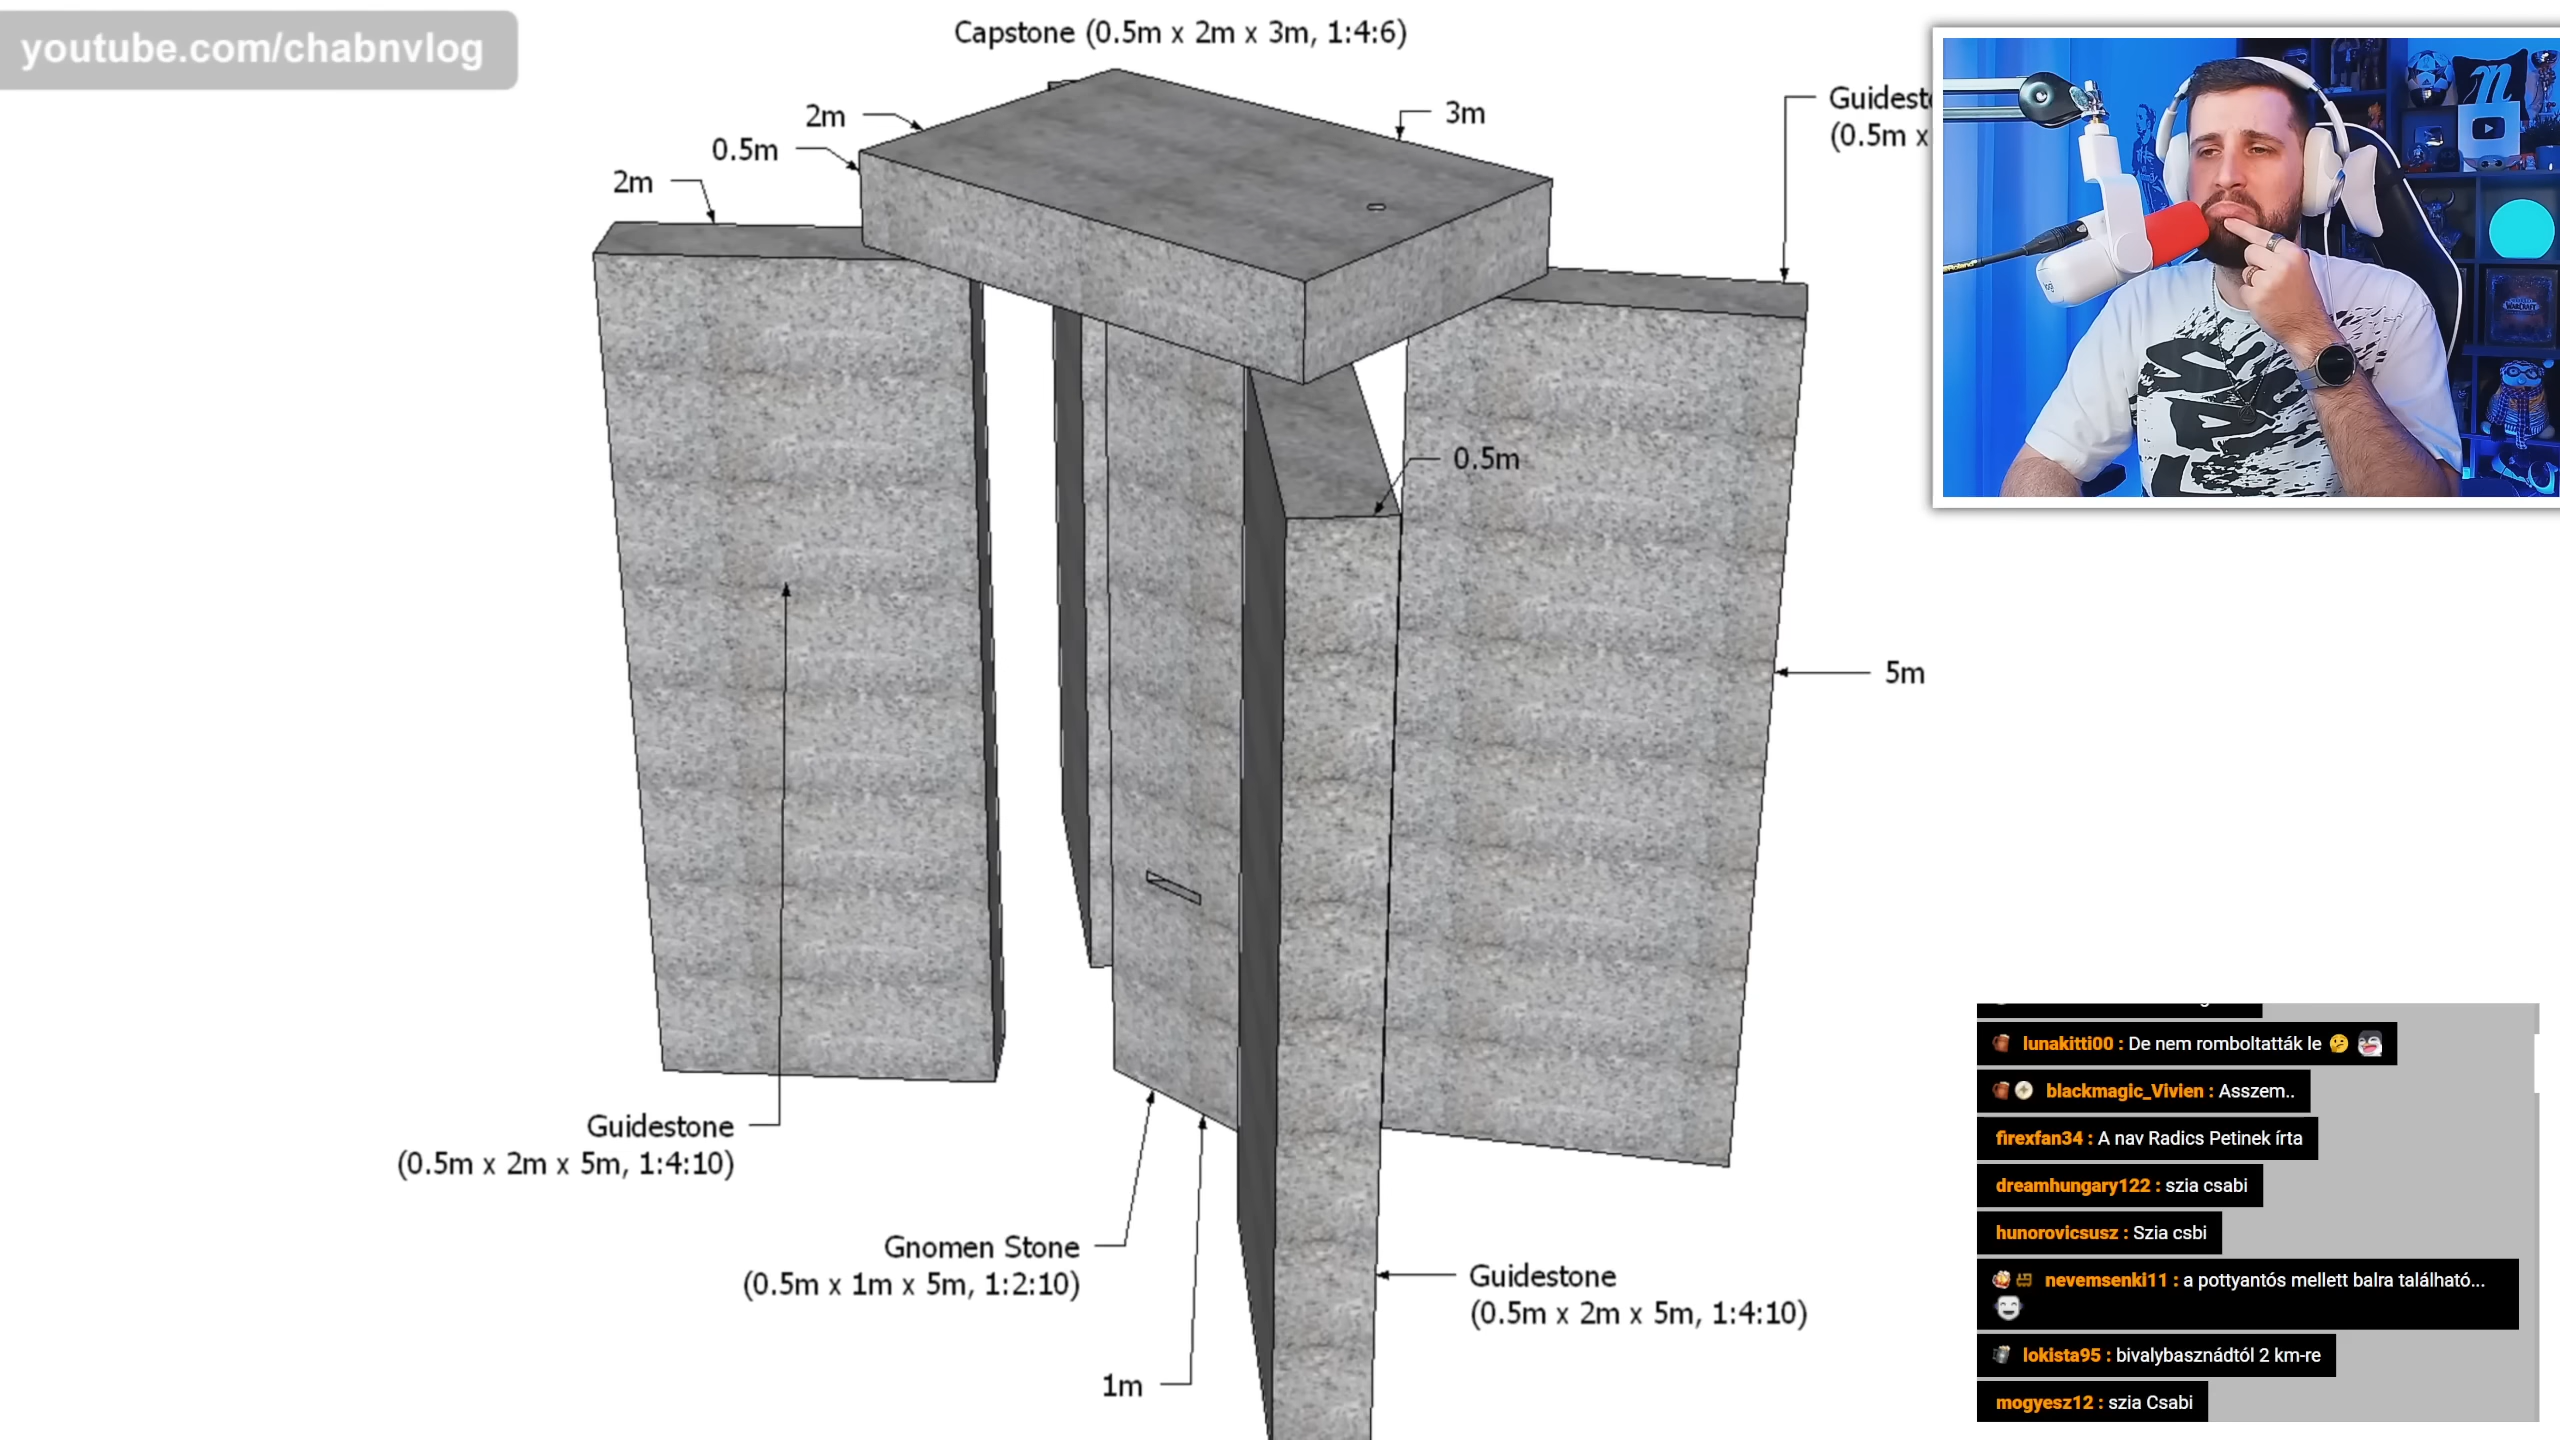 youtube.com/chabnvlog
Capstone (0.5m x 2m x 3m, 1:4:6)
2m
0.5m
2m
3m
(0.5m x
0.5m
5m
Guidestone
(0.5m x 2m x 5m, 1:4:10)
Gnomen Stone
(0.5m x 1m x 5m, 1:2:10)
1m
Guidestone
(0.5m x 2m x 5m, 1:4:10)
lunakitti00 : De nem romboltatták le
blackmagic_Vivien : Asszem..
firexfan34 : A nav Radics Petinek írta
dreamhungary122 : szia csabi
hunorovicsusz : Szia csbi
nevemsenki11 : a pottyantós mellett balra található...
lokista95 : bivalybasznádtól 2 km-re
mogyesz12 : szia Csabi